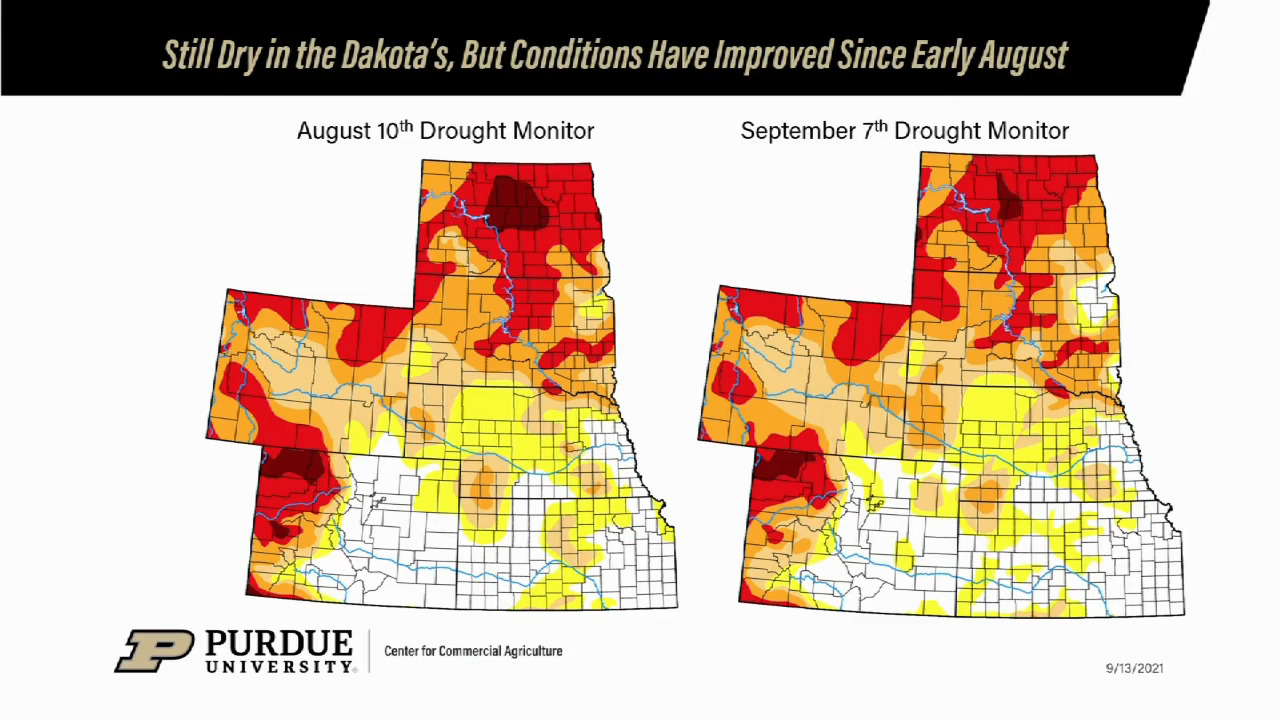 Still Dry in the Dakota's, But Conditions Have Improved Since Early August
August 10th Drought Monitor
September 7th Drought Monitor
PURDUE
UNIVERSITY®
Center for Commercial Agriculture
9/13/2021